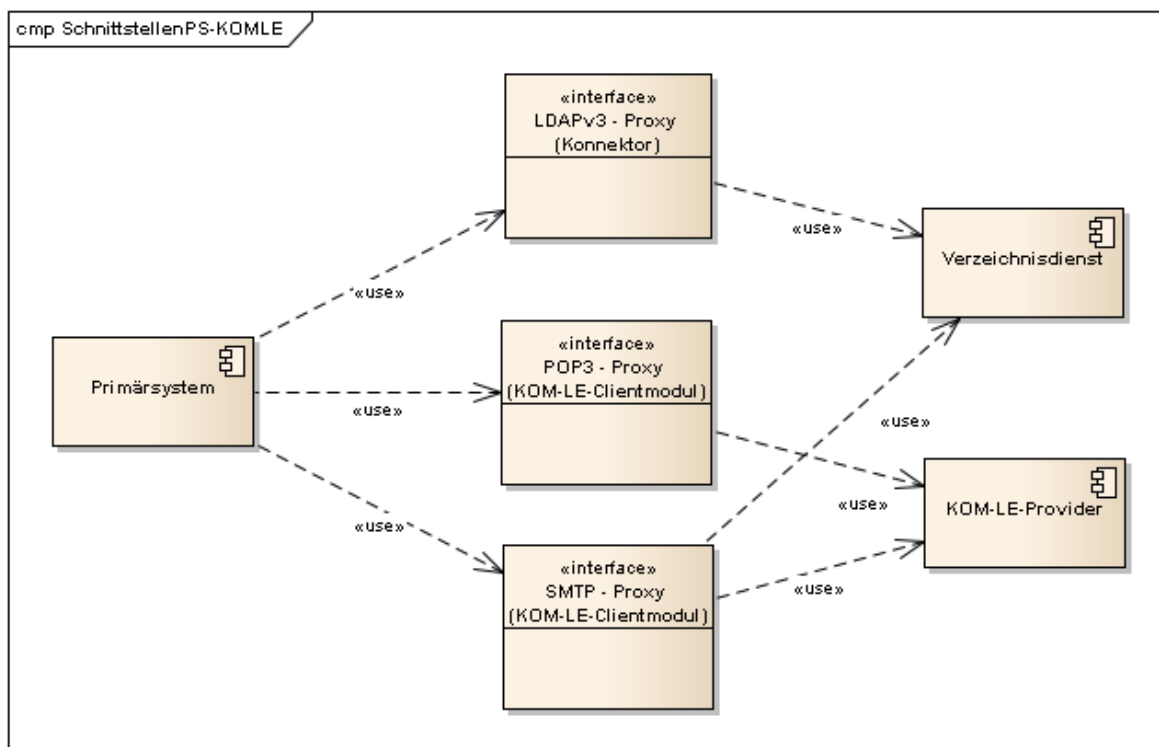 cmp SchnittstellenPS-KOMLE
«interface»
LDAPv3 - Proxy
(Konnektor)
«use»
Verzeichnisdienst
«use»
Primärsystem
«interface»
POP3 - Proxy
(KOM-LE-Clientmodul)
«use»
«use»
KOM-LE-Provider
«use»
«use»
«interface»
SMTP - Proxy
(KOM-LE-Clientmodul)
«use»